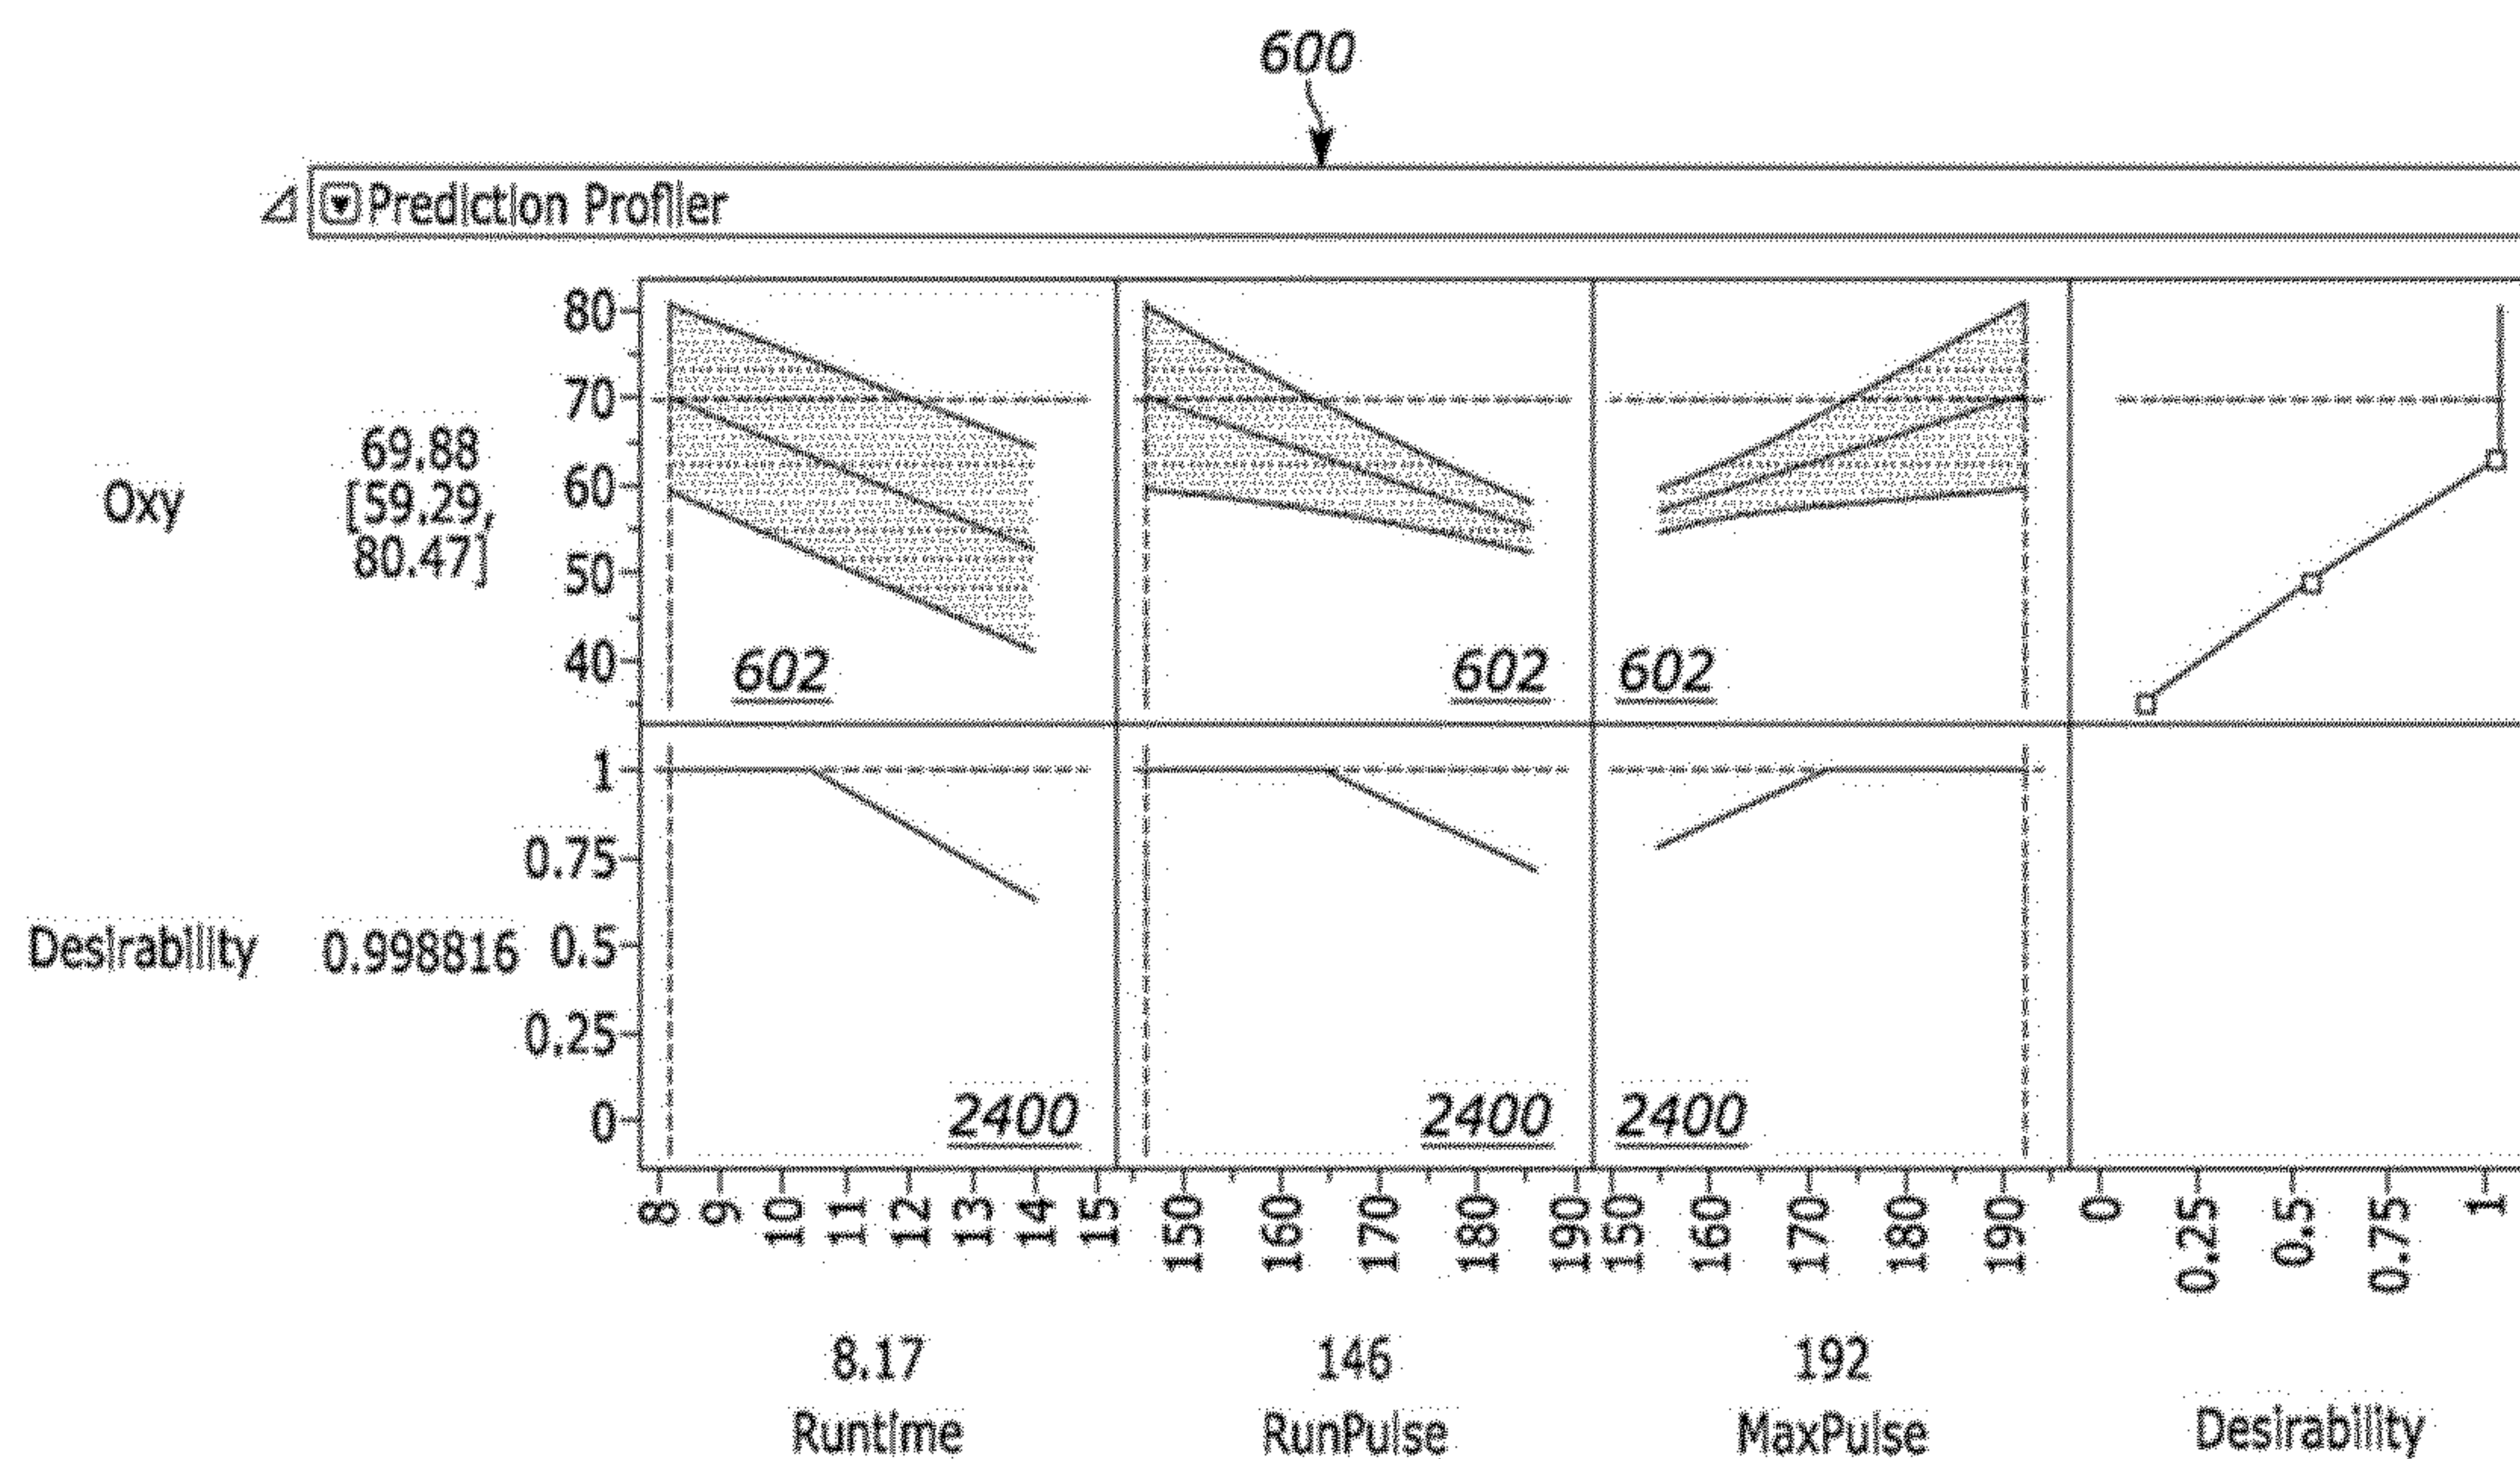 600
Prediction Profiler
80
70
60
50
40
Oxy
69.88
[59.29,
80.47]
602 602 602
1
0.75
0.5
0.25
0
Desirability 0.998816
2400 2400 2400
8 9 10 11 12 13 14 15 150 160 170 180 190 150 160 170 180 190 0 0.25 0.5 0.75 1
8.17 146 192
Runtime RunPulse MaxPulse Desirability